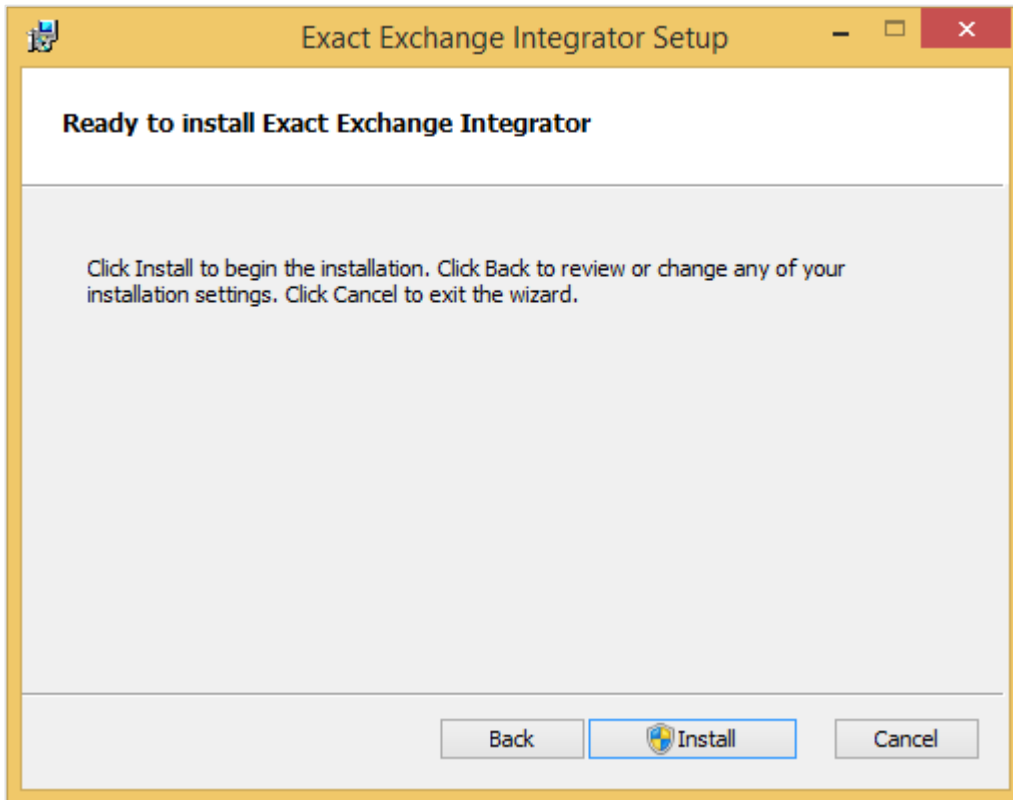 Exact Exchange Integrator Setup
Ready to install Exact Exchange Integrator
Click Install to begin the installation. Click Back to review or change any of your
installation settings. Click Cancel to exit the wizard.
Back Install Cancel